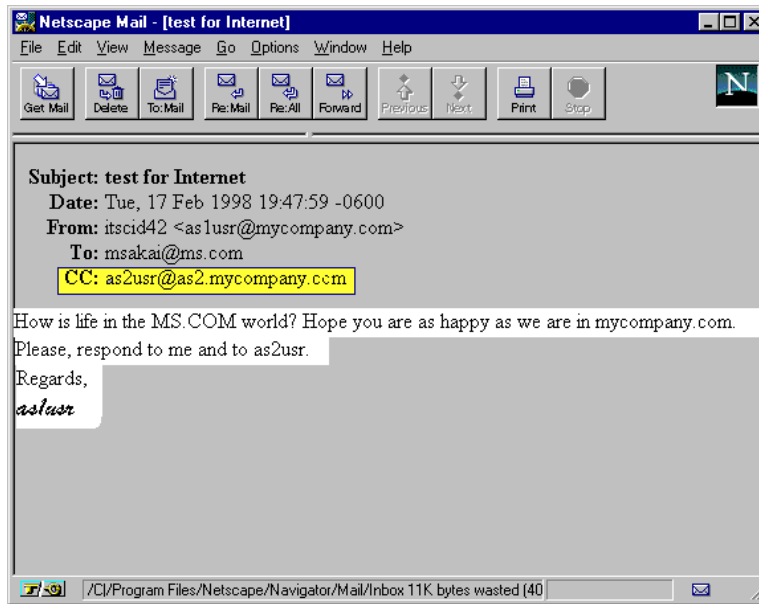 Netscape Mail - [test for Internet]
File Edit View Message Go Options Window Help
Get Mail Delete To: Mail Re: Mail Re: All Forward Previous Next Print Stop
N
Subject: test for Internet
Date: Tue, 17 Feb 1998 19:47:59 -0600
From: itscid42 <as1usr@mycompany.com>
To: msakai@ms.com
CC: as2usr@as2.mycompany.com
How is life in the MS.COM world? Hope you are as happy as we are in mycompany.com.
Please, respond to me and to as2usr.
Regards,
as1usr
/C|/Program Files/Netscape/Navigator/Mail/Inbox 11K bytes wasted (40